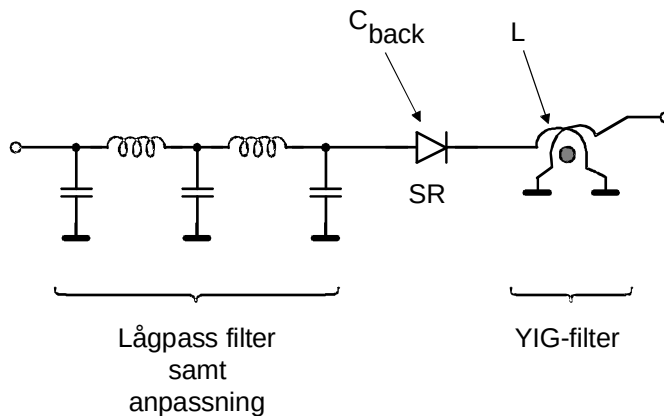 C
back
L
SR
Lågpass filter
samt
anpassning
YIG-filter